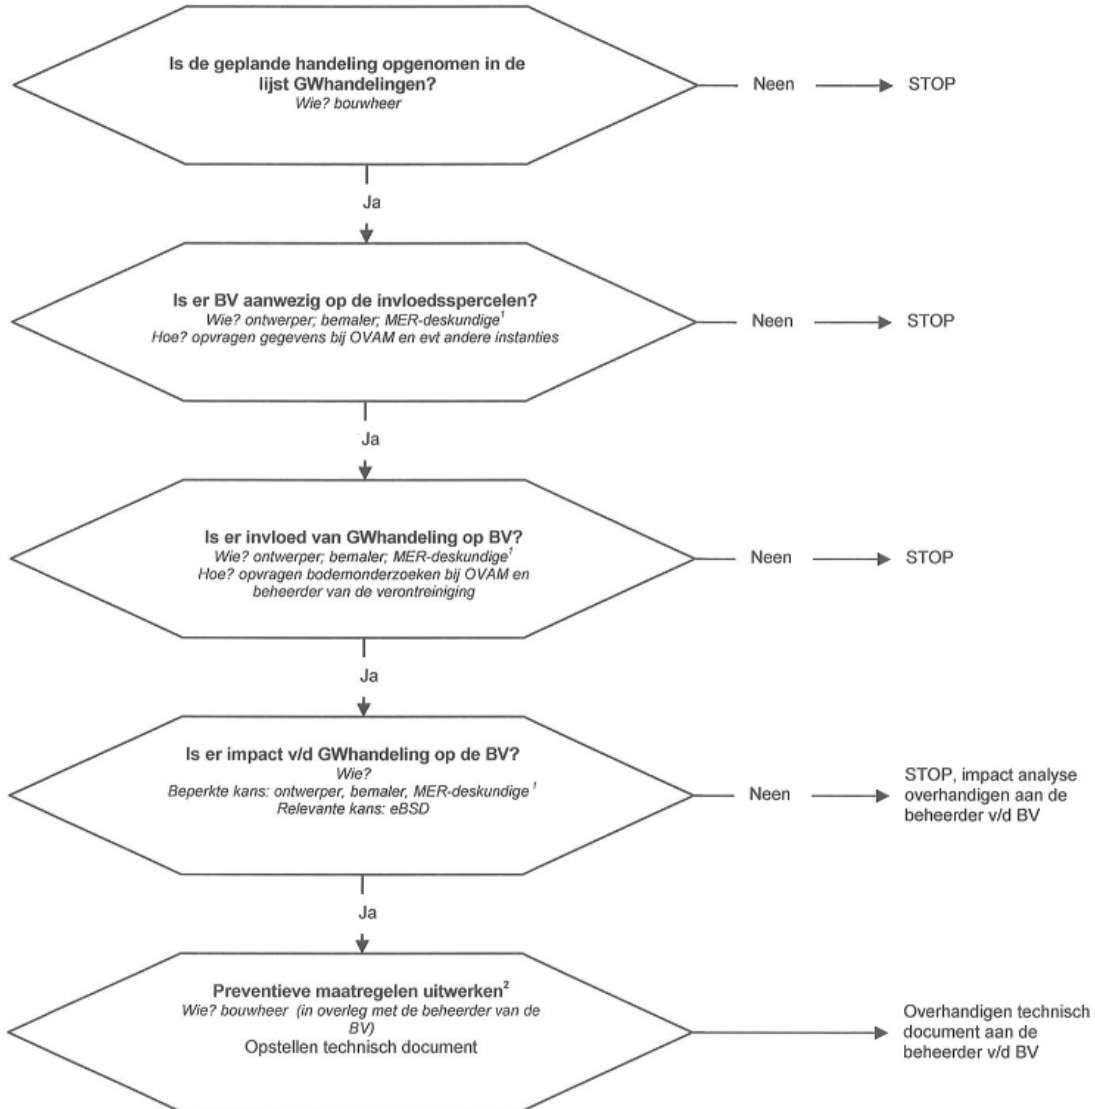 Is de geplande handeling opgenomen in de
lijst GWhandelingen?
Wie? bouwheer
Neen
STOP
Ja
Is er BV aanwezig op de invloedsspercelen?
Wie? ontwerper; bemaler; MER-deskundige¹
Hoe? opvragen gegevens bij OVAM en evt andere instanties
Neen
STOP
Ja
Is er invloed van GWhandeling op BV?
Wie? ontwerper; bemaler; MER-deskundige¹
Hoe? opvragen bodemonderzoeken bij OVAM en
beheerder van de verontreiniging
Neen
STOP
Ja
Is er impact v/d GWhandeling op de BV?
Wie?
Beperkte kans: ontwerper, bemaler, MER-deskundige ¹
Relevante kans: eBSD
Neen
STOP, impact analyse
overhandigen aan de
beheerder v/d BV
Ja
Preventieve maatregelen uitwerken²
Wie? bouwheer (in overleg met de beheerder van de
BV)
Opstellen technisch document
Overhandigen technisch
document aan de
beheerder v/d BV